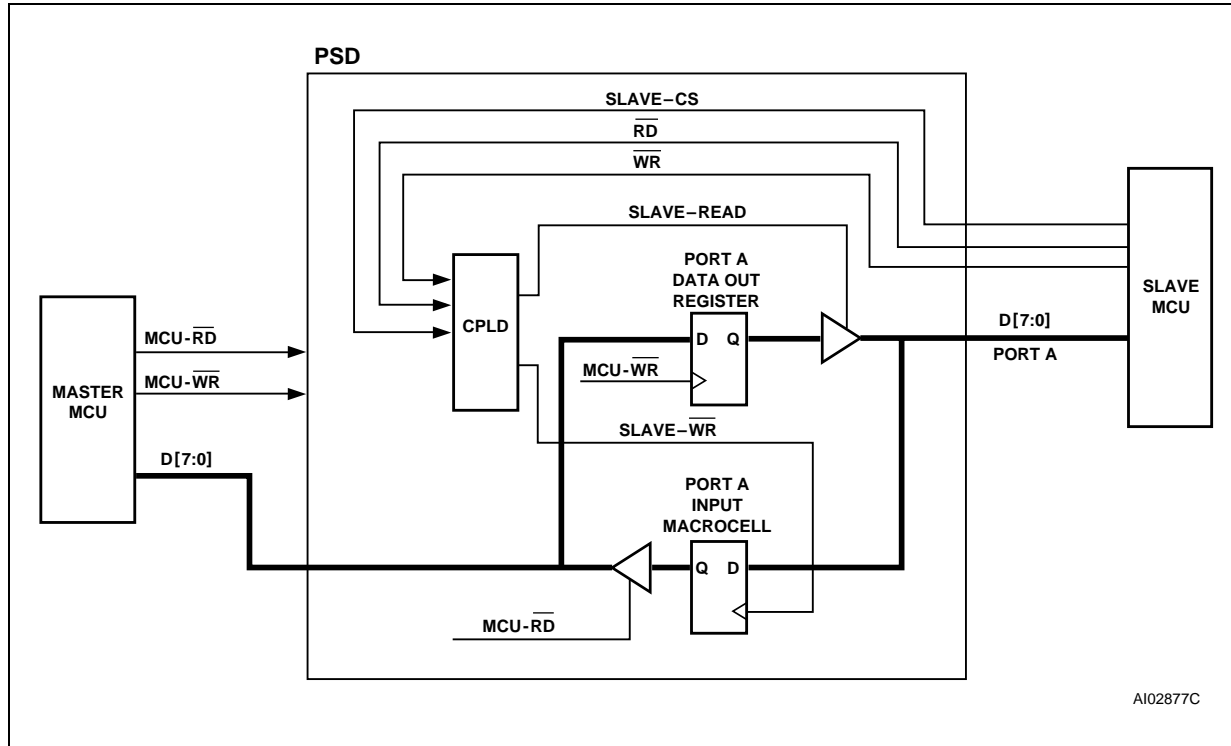 PSD
SLAVE–CS
RD
WR
SLAVE–READ
PORT A
DATA OUT
REGISTER
D Q
MCU-WR
CPLD
SLAVE
MCU
D[7:0]
PORT A
MCU-RD
MCU-WR
MASTER
MCU
D[7:0]
SLAVE-WR
PORT A
INPUT
MACROCELL
Q D
MCU-RD
AI02877C